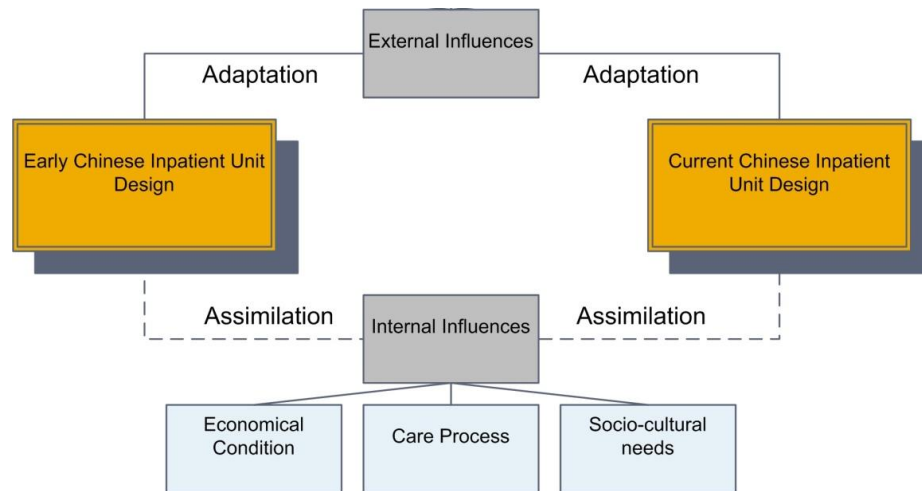 External Influences
Adaptation
Adaptation
Early Chinese Inpatient Unit
Design
Current Chinese Inpatient
Unit Design
Assimilation
Internal Influences
Assimilation
Economical
Condition
Care Process
Socio-cultural
needs